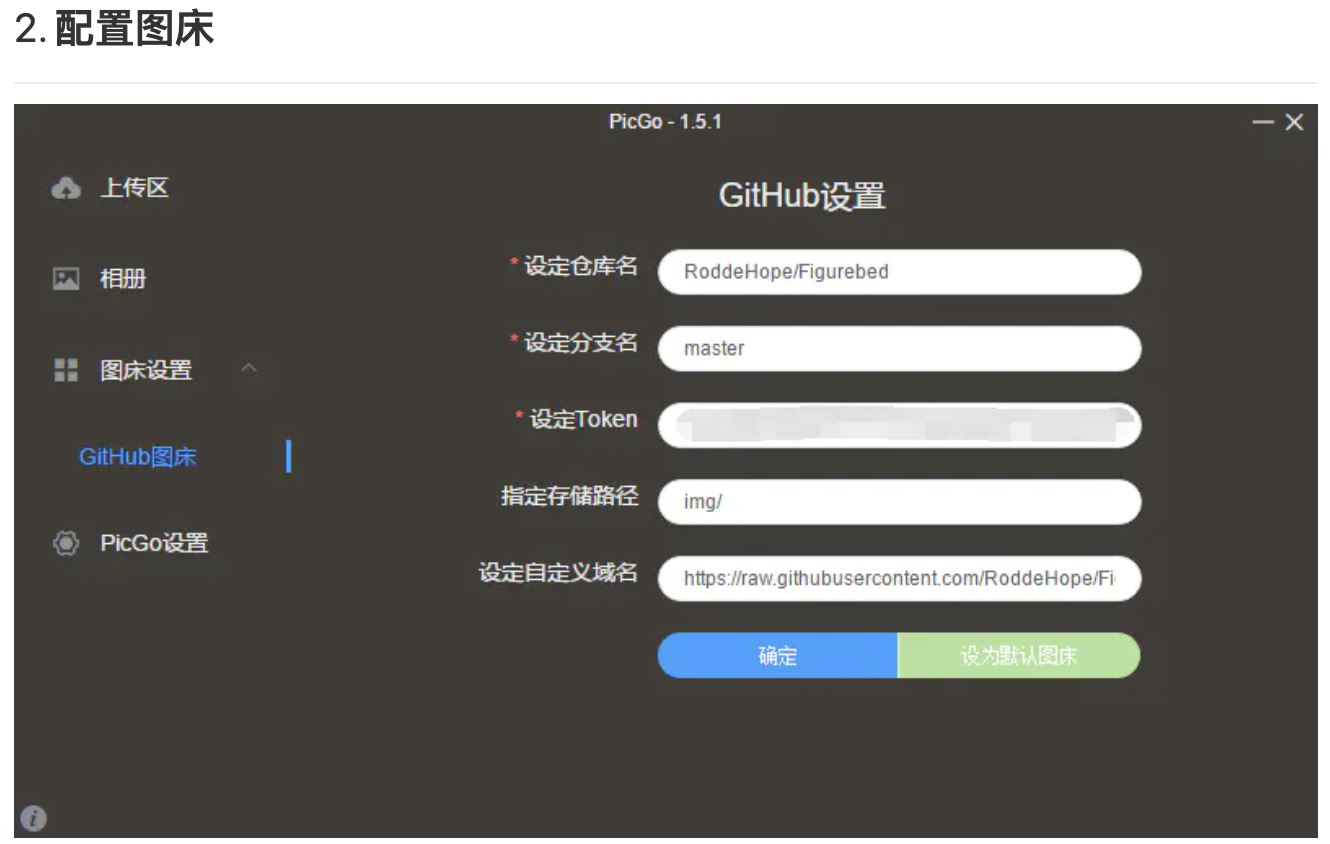 2. 配置图床
PicGo - 1.5.1
上传区
相册
图床设置
GitHub图床
PicGo设置
GitHub设置
* 设定仓库名
RoddeHope/Figurebed
* 设定分支名
master
* 设定Token
指定存储路径
img/
设定自定义域名
https://raw.githubusercontent.com/RoddeHope/Fi
确定
设为默认图床